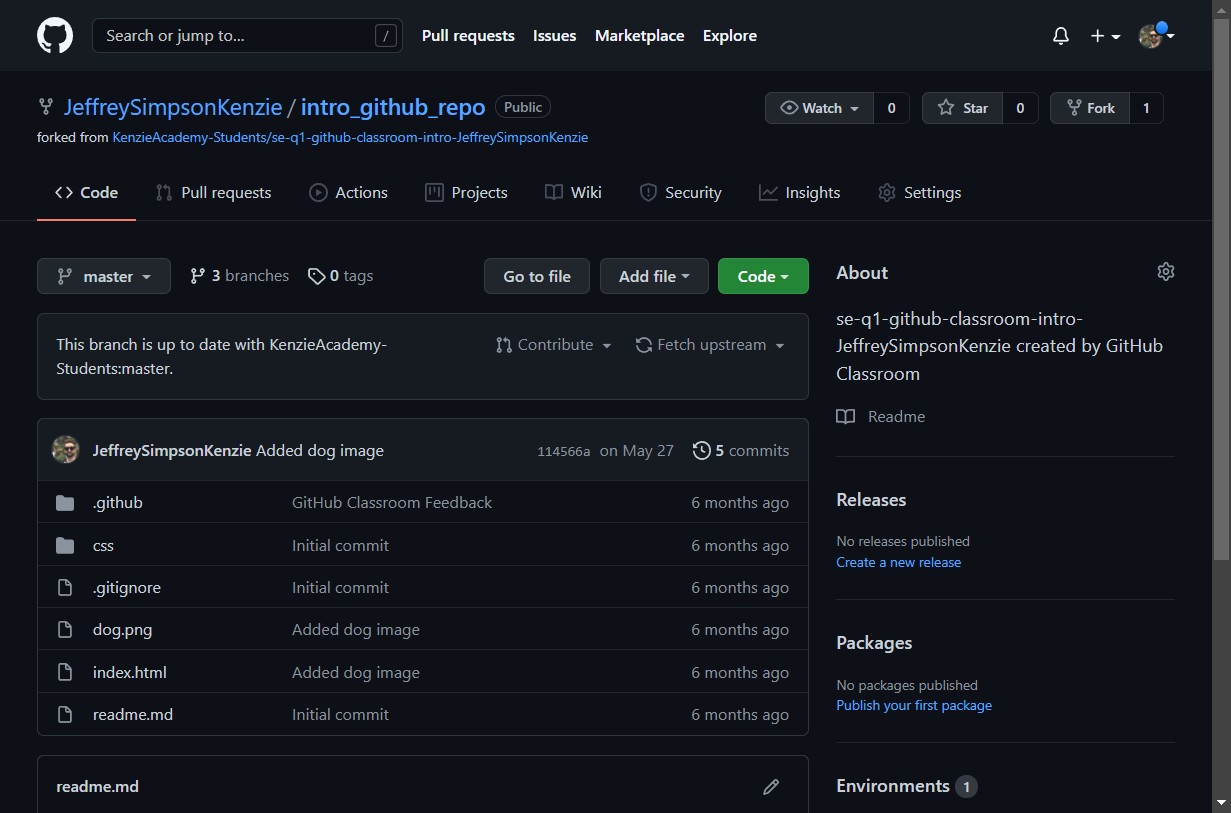 Search or jump to... / Pull requests Issues Marketplace Explore
JeffreySimpsonKenzie / intro_github_repo Public Watch 0 Star 0 Fork 1
forked from KenzieAcademy-Students/se-q1-github-classroom-intro-JeffreySimpsonKenzie
Code Pull requests Actions Projects Wiki Security Insights Settings
master 3 branches 0 tags Go to file Add file Code
This branch is up to date with KenzieAcademy-
Students:master.
Contribute Fetch upstream
JeffreySimpsonKenzie Added dog image 114566a on May 27 5 commits
.github GitHub Classroom Feedback 6 months ago
css Initial commit 6 months ago
.gitignore Initial commit 6 months ago
dog.png Added dog image 6 months ago
index.html Added dog image 6 months ago
readme.md Initial commit 6 months ago
readme.md
About
se-q1-github-classroom-intro-
JeffreySimpsonKenzie created by GitHub
Classroom
Readme
Releases
No releases published
Create a new release
Packages
No packages published
Publish your first package
Environments 1